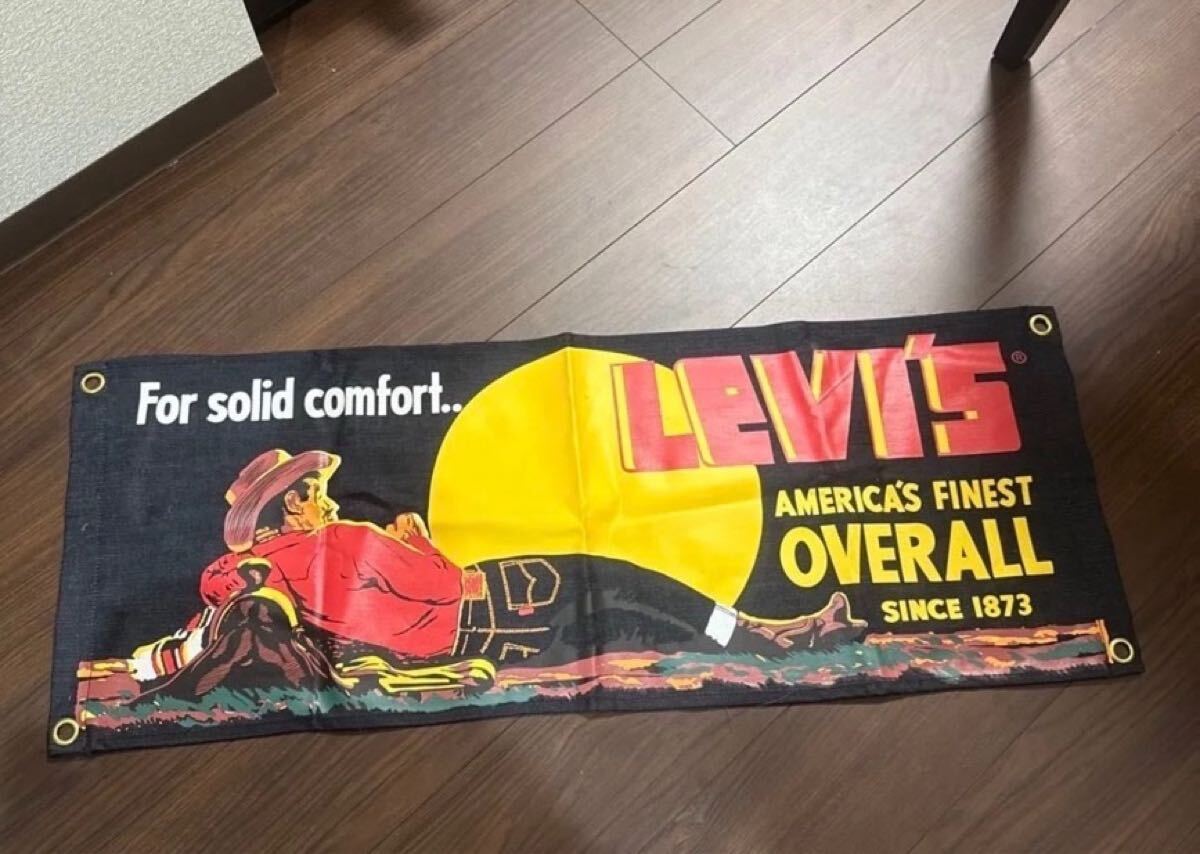 For solid comfort..
LEVI'S®
AMERICA'S FINEST
OVERALL
SINCE 1873